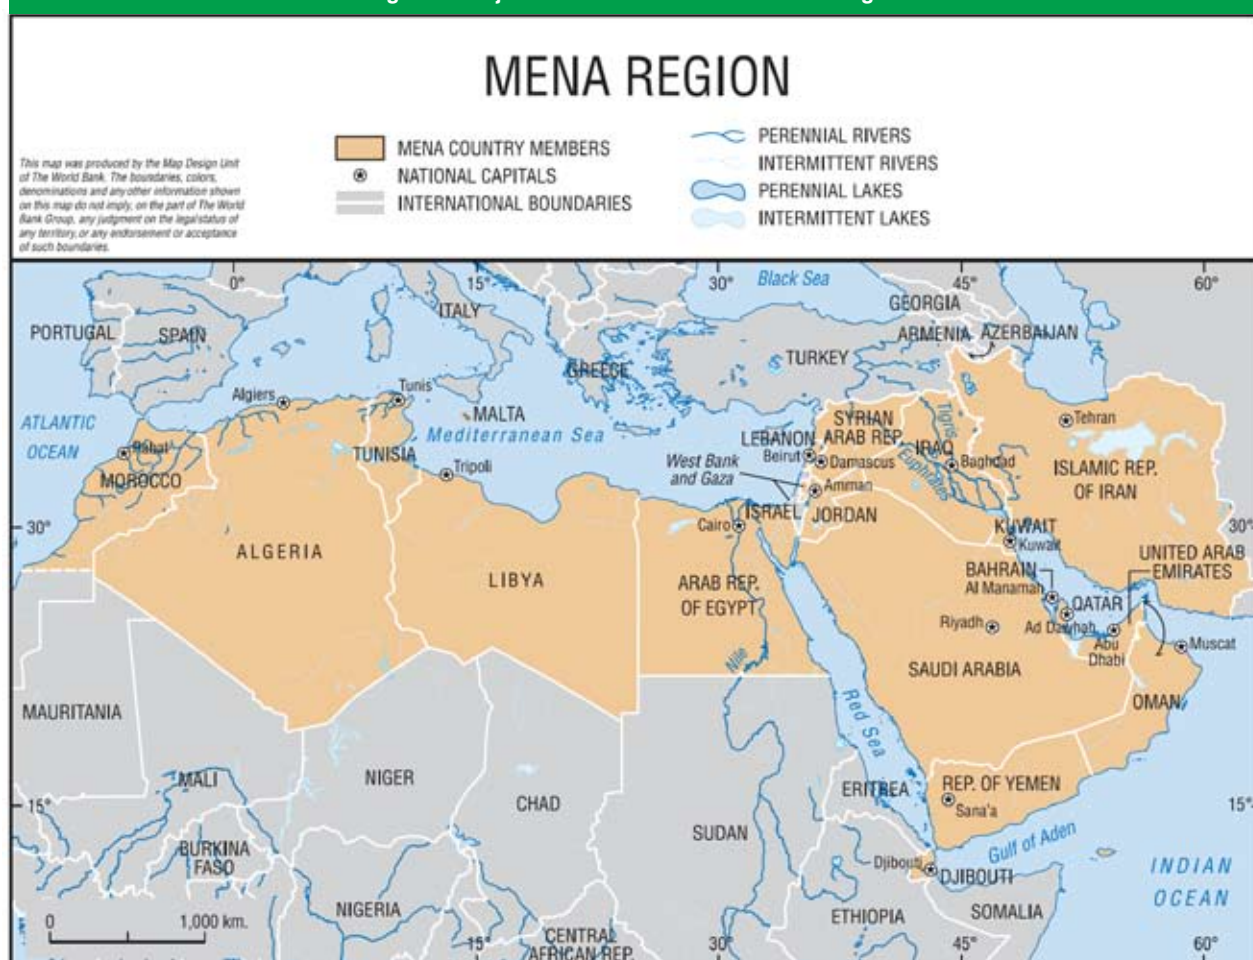 MENA REGION
This map was produced by the Map Design Unit
of The World Bank. The boundaries, colors,
denominations and any other information shown
on this map do not imply, on the part of The World
Bank Group, any judgment on the legal status of
any territory, or any endorsement or acceptance
of such boundaries.
MENA COUNTRY MEMBERS
NATIONAL CAPITALS
INTERNATIONAL BOUNDARIES
PERENNIAL RIVERS
INTERMITTENT RIVERS
PERENNIAL LAKES
INTERMITTENT LAKES
0°
15°
30°
45°
60°
Black Sea
GEORGIA
ITALY
PORTUGAL
SPAIN
ARMENIA
AZERBAIJAN
TURKEY
GREECE
Algiers
Tunis
MALTA
Mediterranean Sea
ATLANTIC
OCEAN
Rabat
MOROCCO
TUNISIA
Tripoli
SYRIAN
ARAB REP.
LEBANON
Beirut
Damascus
West Bank
and Gaza
Amman
Tigris
IRAQ
Euphrates
Baghdad
Tehran
ISLAMIC REP.
OF IRAN
30°
Cairo
ISRAEL
JORDAN
KUWAIT
Kuwait
30°
ALGERIA
LIBYA
ARAB REP.
OF EGYPT
BAHRAIN
Al Manamah
UNITED ARAB
EMIRATES
QATAR
Riyadh
Ad Dawhah
Abu
Dhabi
Muscat
Nile
SAUDI ARABIA
OMAN
MAURITANIA
Red Sea
MALI
NIGER
CHAD
ERITREA
REP. OF YEMEN
Sana'a
15°
15°
SUDAN
BURKINA
FASO
Djibouti
DJIBOUTI
Gulf of Aden
INDIAN
OCEAN
0
1,000 km.
NIGERIA
ETHIOPIA
SOMALIA
CENTRAL
AFRICAN REP.
15°
30°
45°
60°